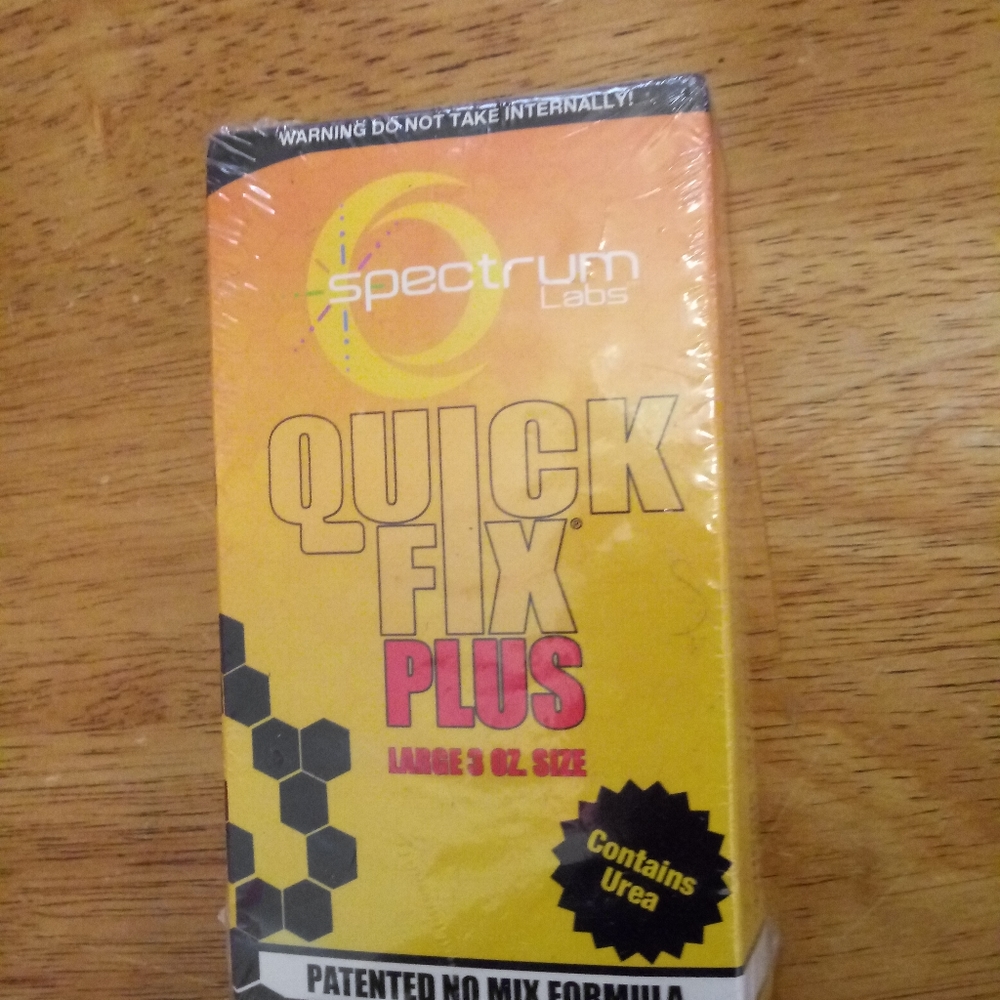 WARNING DO NOT TAKE INTERNALLY!
spectrum
Labs
QUICK
FIX®
PLUS
LARGE 3 OZ. SIZE
Contains
Urea
PATENTED NO MIX FORMULA